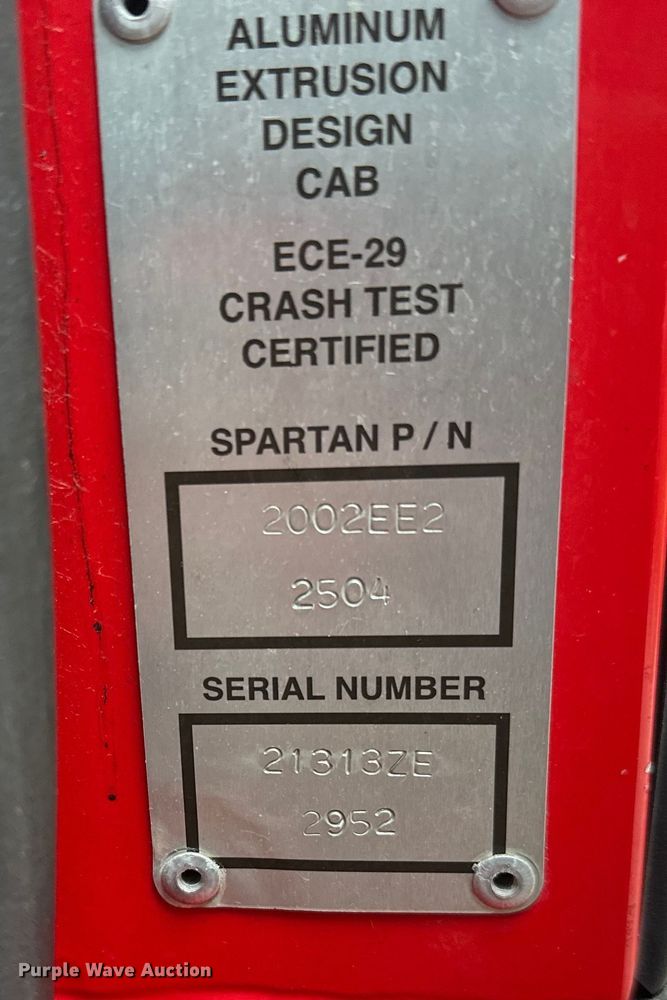 ALUMINUM
EXTRUSION
DESIGN
CAB
ECE-29
CRASH TEST
CERTIFIED
SPARTAN P / N
2002EE2
2504
SERIAL NUMBER
21313ZE
2952
Purple Wave Auction